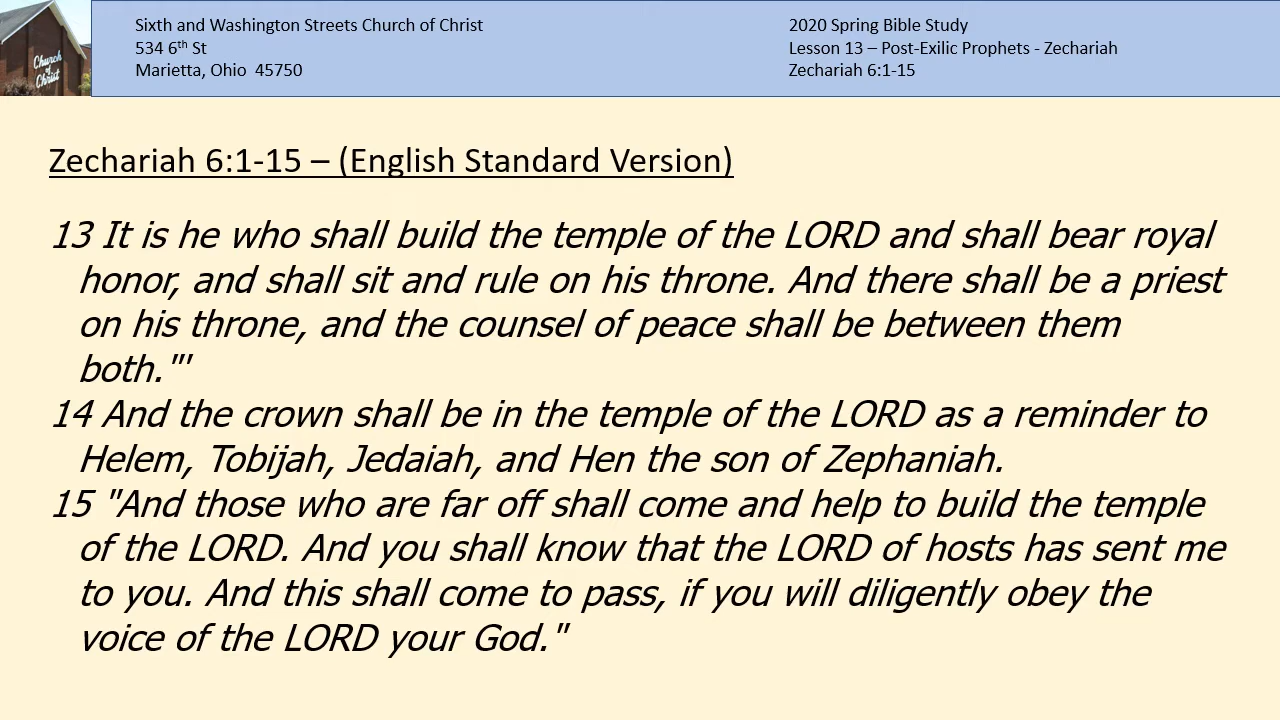 Church
of
Christ
Sixth and Washington Streets Church of Christ
534 6th St
Marietta, Ohio  45750
2020 Spring Bible Study
Lesson 13 – Post-Exilic Prophets - Zechariah
Zechariah 6:1-15
Zechariah 6:1-15 – (English Standard Version)
13 It is he who shall build the temple of the LORD and shall bear royal
honor, and shall sit and rule on his throne. And there shall be a priest
on his throne, and the counsel of peace shall be between them
both."'
14 And the crown shall be in the temple of the LORD as a reminder to
Helem, Tobijah, Jedaiah, and Hen the son of Zephaniah.
15 "And those who are far off shall come and help to build the temple
of the LORD. And you shall know that the LORD of hosts has sent me
to you. And this shall come to pass, if you will diligently obey the
voice of the LORD your God."